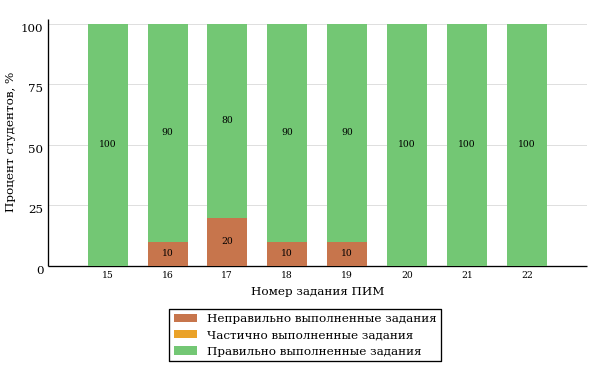 Процент студентов, %
100
75
50
25
0
100
90
80
90
90
100
100
100
10
20
10
10
15 16 17 18 19 20 21 22
Номер задания ПИМ
Неправильно выполненные задания
Частично выполненные задания
Правильно выполненные задания